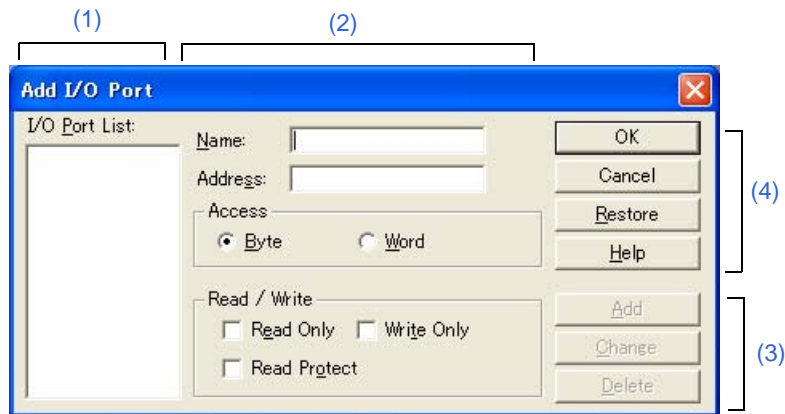 (1) (2)
Add I/O Port
I/O Port List:
Name:
Address:
Access
Byte Word
Read / Write
Read Only Write Only
Read Protect
OK
Cancel
Restore
Help
(4)
Add
Change
Delete
(3)